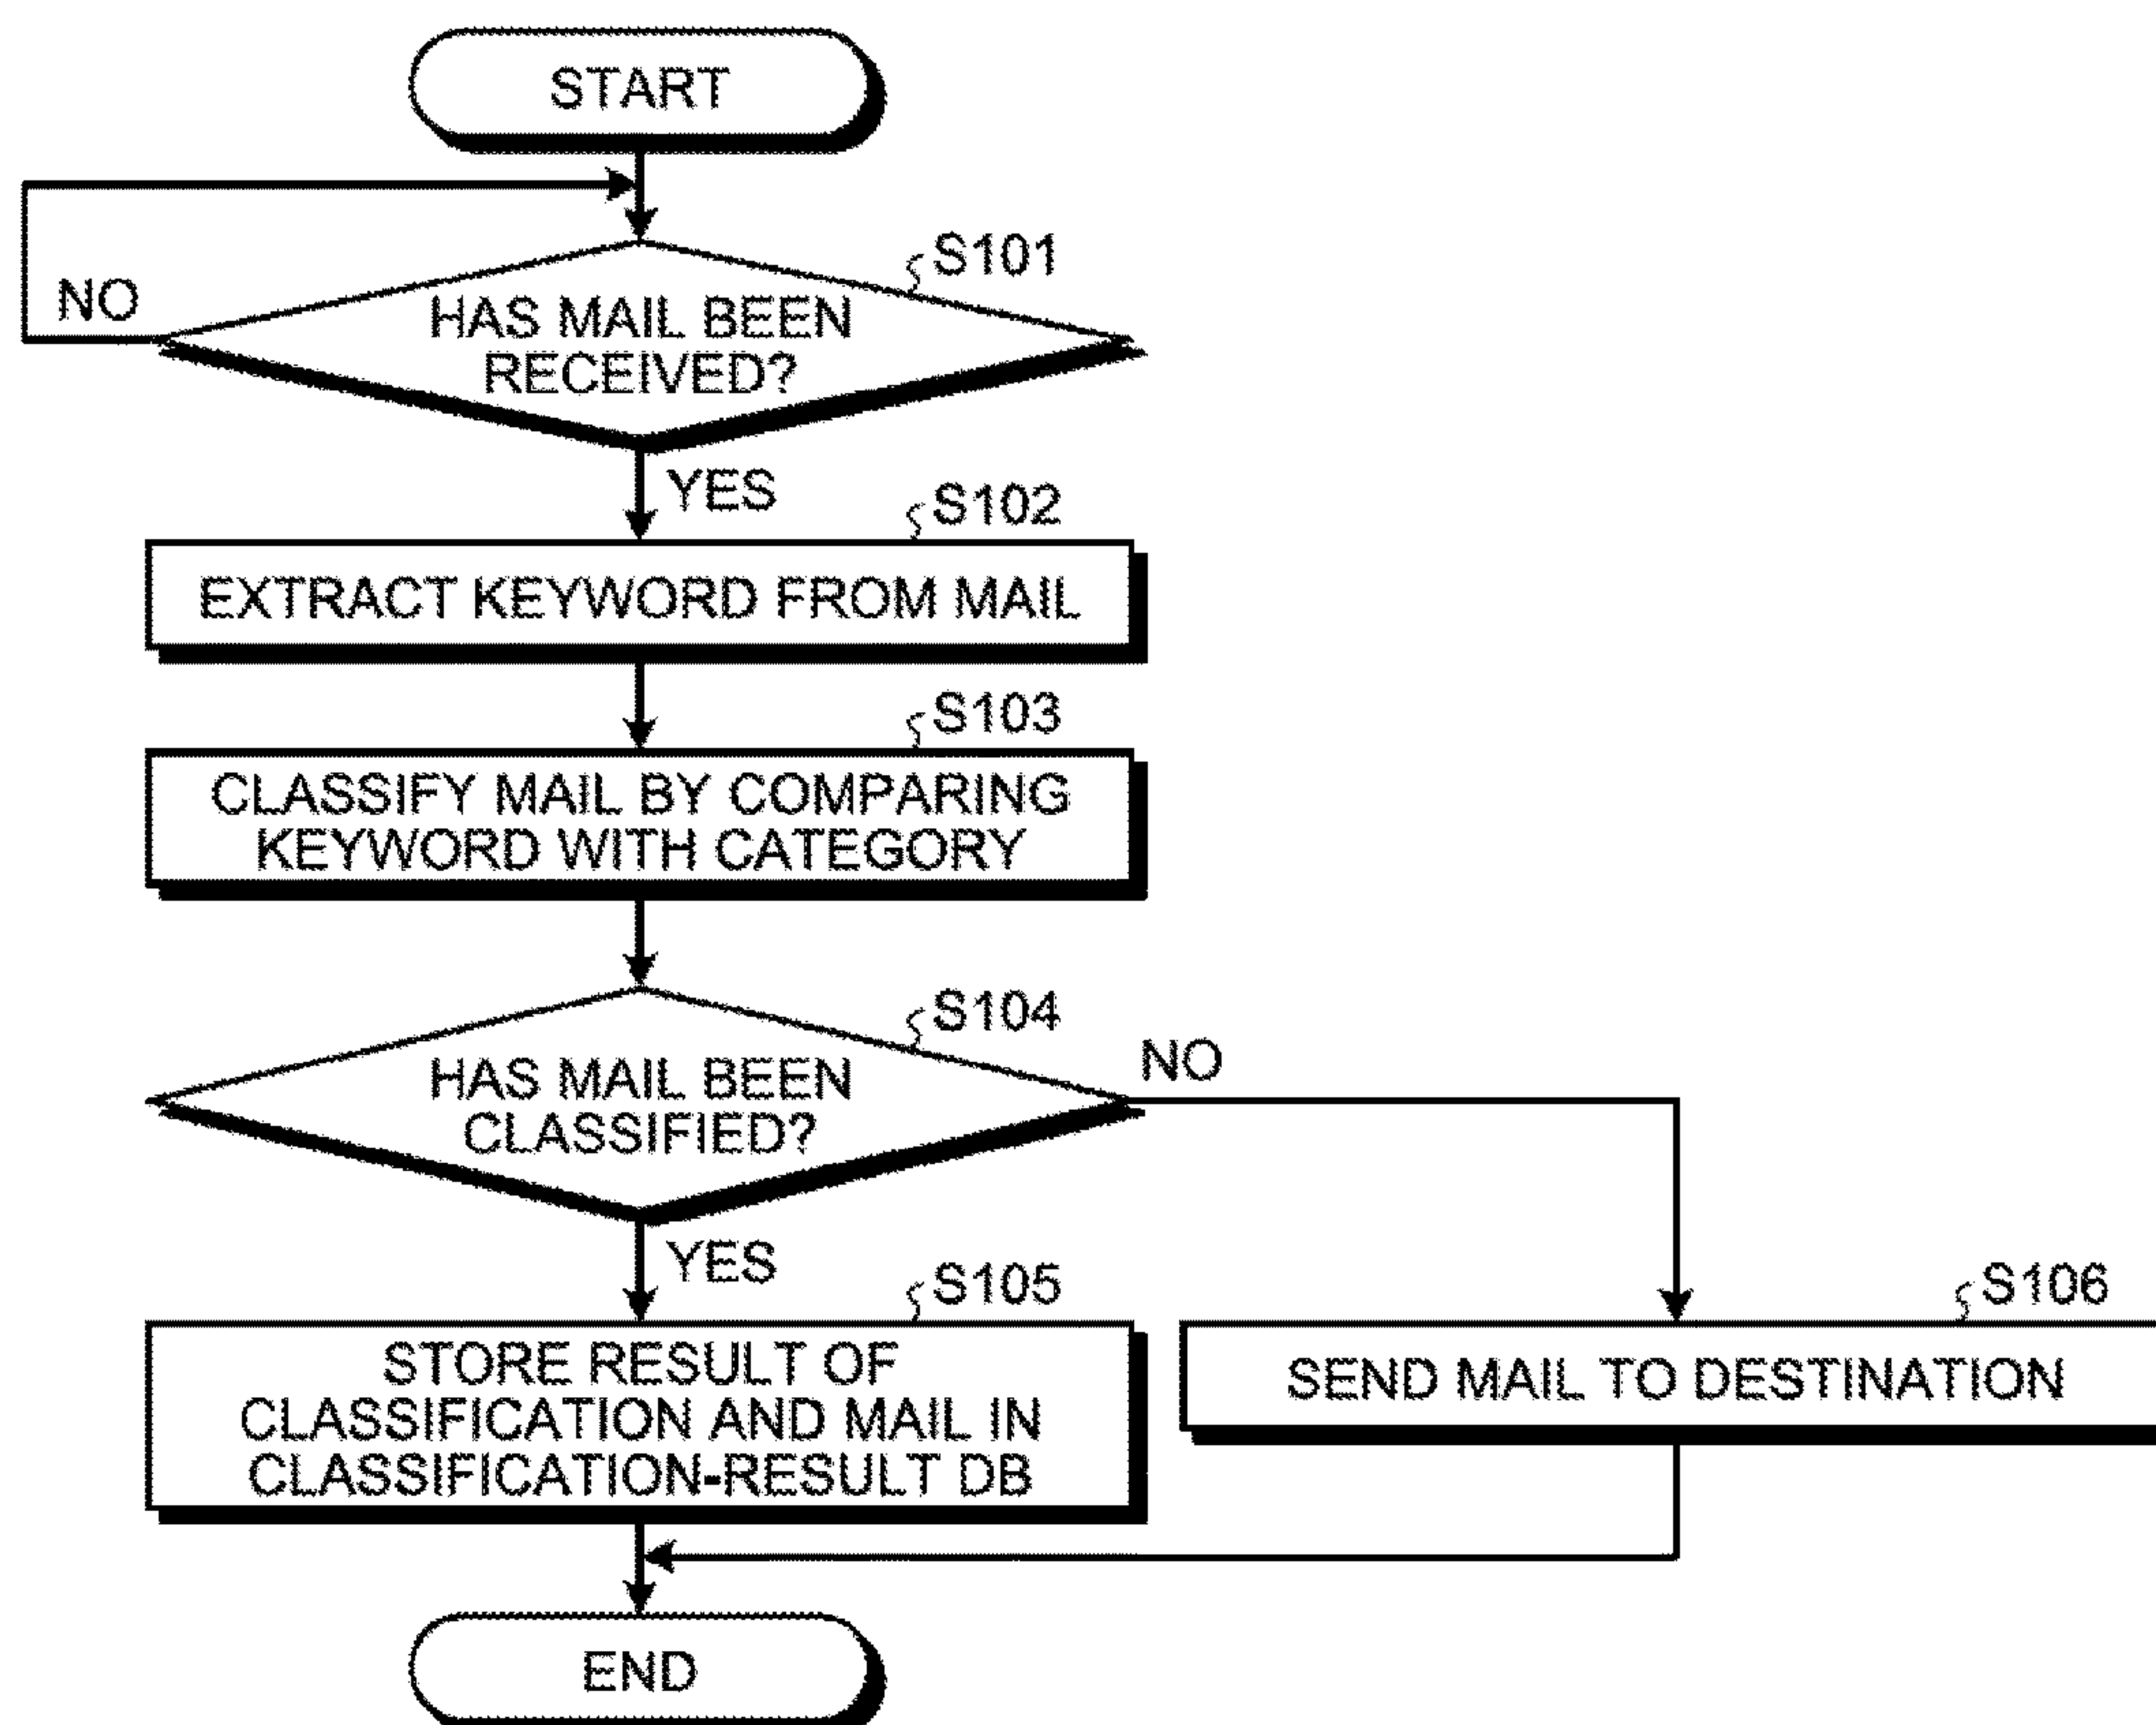 START
S101
NO
HAS MAIL BEEN
RECEIVED?
YES
S102
EXTRACT KEYWORD FROM MAIL
S103
CLASSIFY MAIL BY COMPARING
KEYWORD WITH CATEGORY
S104
NO
HAS MAIL BEEN
CLASSIFIED?
YES
S105
STORE RESULT OF
CLASSIFICATION AND MAIL IN
CLASSIFICATION-RESULT DB
S106
SEND MAIL TO DESTINATION
END